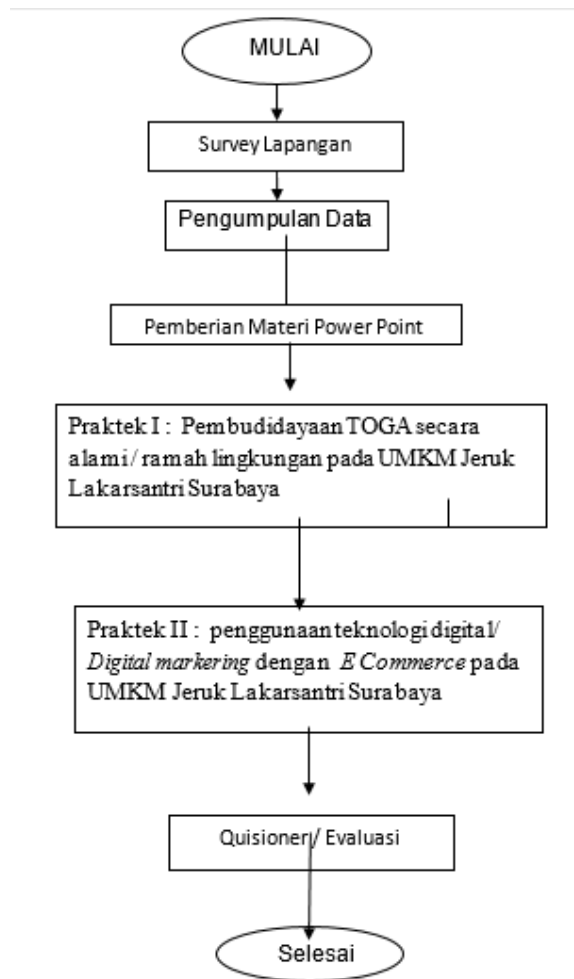 MULAI
Survey Lapangan
Pengumpulan Data
Pemberian Materi Power Point
Praktek I : Pembudidayaan TOGA secara
alami / ramah lingkungan pada UMKM Jeruk
Lakarsantri Surabaya
Praktek II : penggunaan teknologi digital/
Digital markering dengan E Commerce pada
UMKM Jeruk Lakarsantri Surabaya
Quisioner / Evaluasi
Selesai